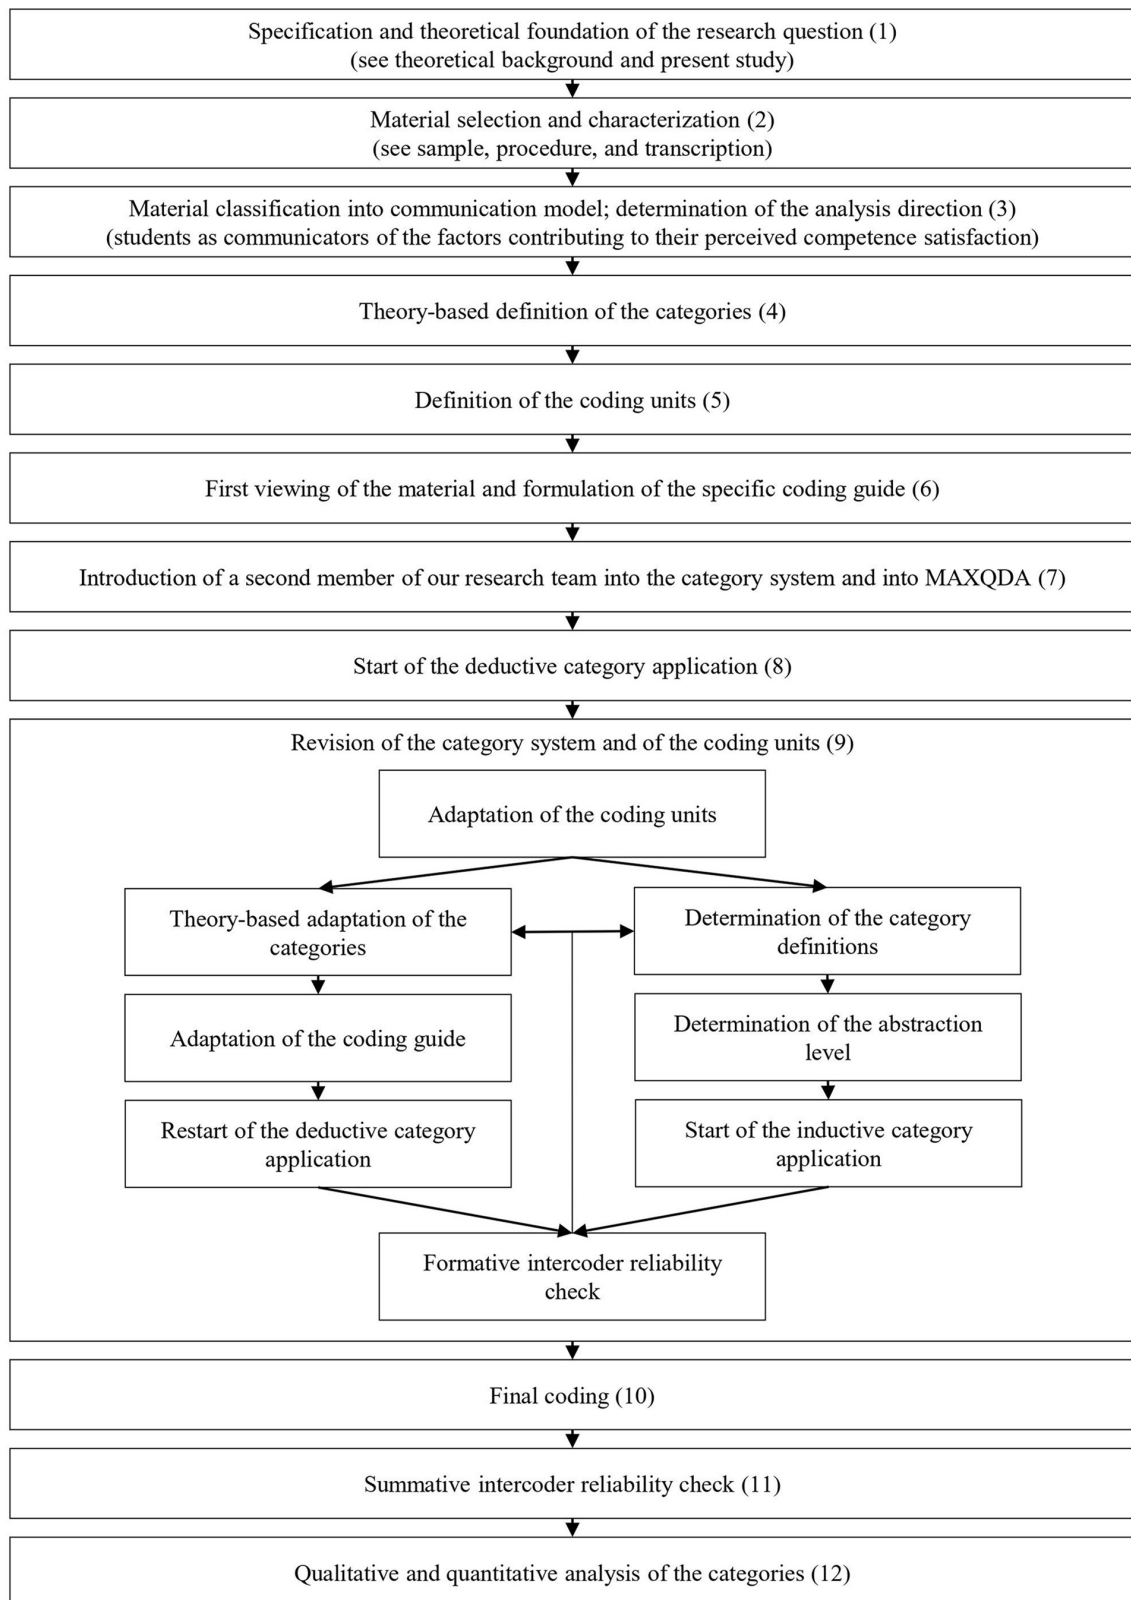 Specification and theoretical foundation of the research question (1)
(see theoretical background and present study)
Material selection and characterization (2)
(see sample, procedure, and transcription)
Material classification into communication model; determination of the analysis direction (3)
(students as communicators of the factors contributing to their perceived competence satisfaction)
Theory-based definition of the categories (4)
Definition of the coding units (5)
First viewing of the material and formulation of the specific coding guide (6)
Introduction of a second member of our research team into the category system and into MAXQDA (7)
Start of the deductive category application (8)
Revision of the category system and of the coding units (9)
Adaptation of the coding units
Theory-based adaptation of the
categories
Determination of the category
definitions
Adaptation of the coding guide
Determination of the abstraction
level
Restart of the deductive category
application
Start of the inductive category
application
Formative intercoder reliability
check
Final coding (10)
Summative intercoder reliability check (11)
Qualitative and quantitative analysis of the categories (12)